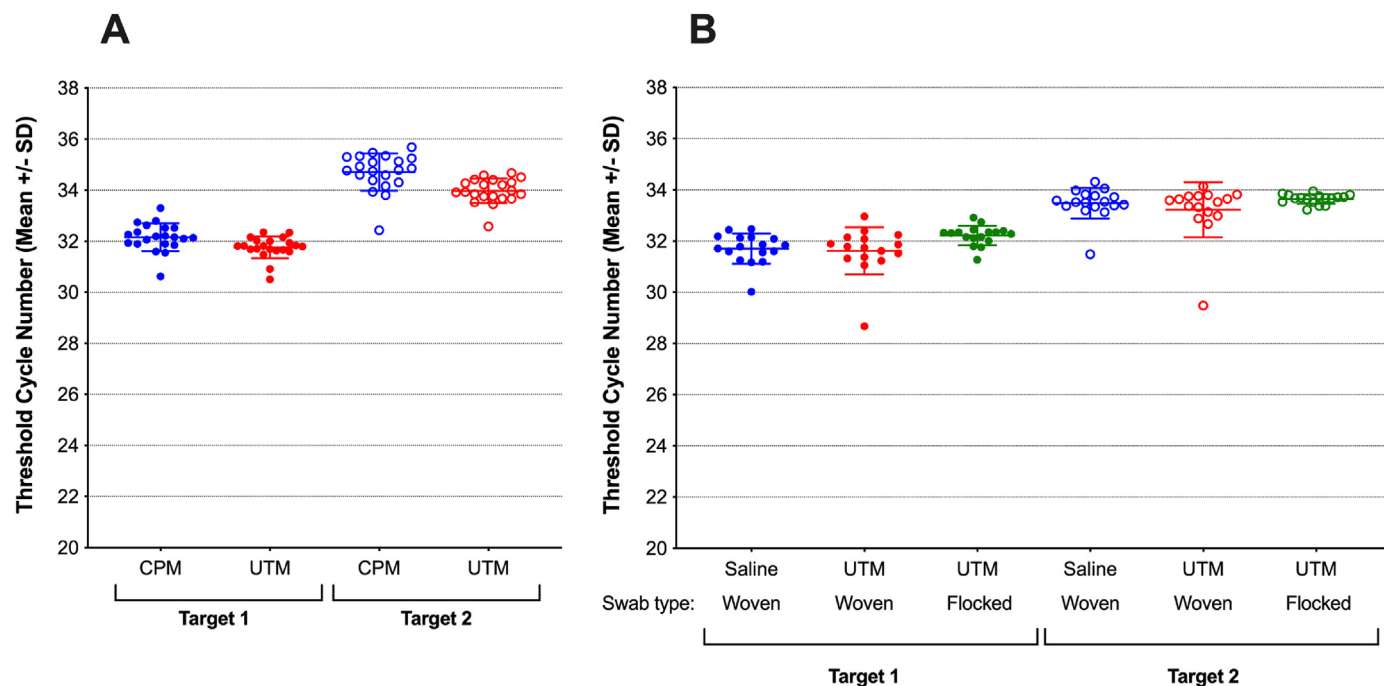 A
Threshold Cycle Number (Mean +/- SD)
38
36
34
32
30
28
26
24
22
20
CPM UTM CPM UTM
Target 1 Target 2
B
Threshold Cycle Number (Mean +/- SD)
38
36
34
32
30
28
26
24
22
20
Saline UTM UTM Saline UTM UTM
Swab type: Woven Woven Flocked Woven Woven Flocked
Target 1 Target 2